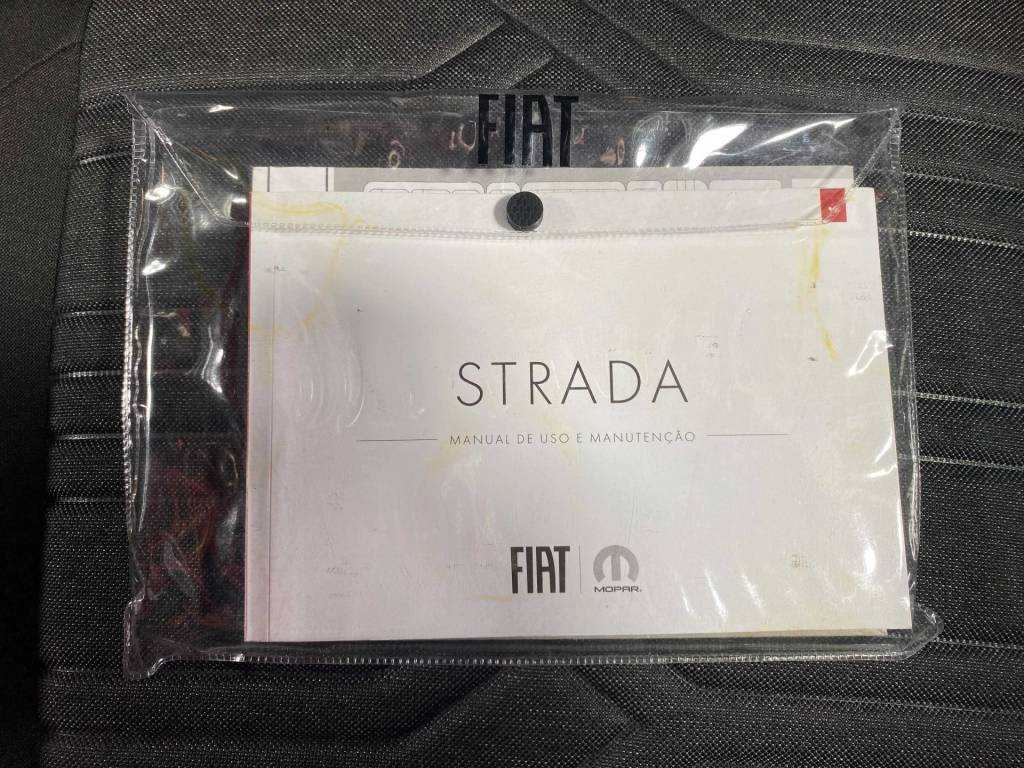 FIAT
STRADA
MANUAL DE USO E MANUTENÇÃO
FIAT
MOPAR